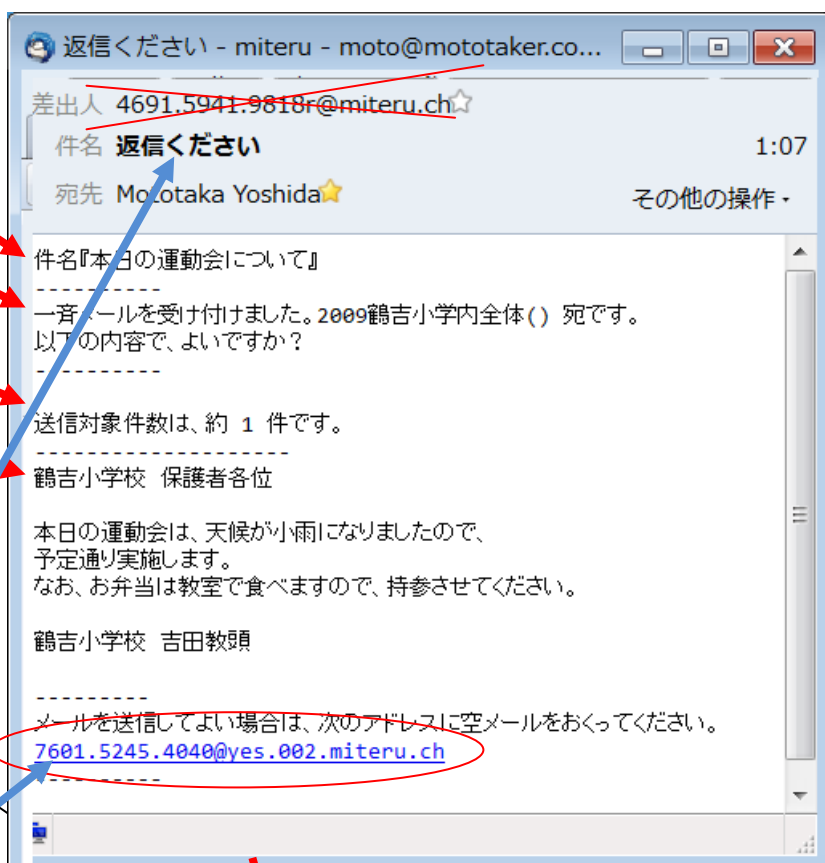 返信ください - miteru - moto@mototaker.co...
差出人 4691.5941.9818r@miteru.ch
件名 返信ください 1:07
宛先 Mototaka Yoshida その他の操作
件名『本日の運動会について』
----------
一斉メールを受け付けました。2009鶴吉小学内全体() 宛です。
以下の内容で、よいですか？
----------
送信対象件数は、約 1 件です。
--------------------
鶴吉小学校 保護者各位
本日の運動会は、天候が小雨になりましたので、
予定通り実施します。
なお、お弁当は教室で食べますので、持参させてください。
鶴吉小学校 吉田教頭
---------
メールを送信してよい場合は、次のアドレスに空メールをおくってください。
7601.5245.4040@yes.002.miteru.ch
----------